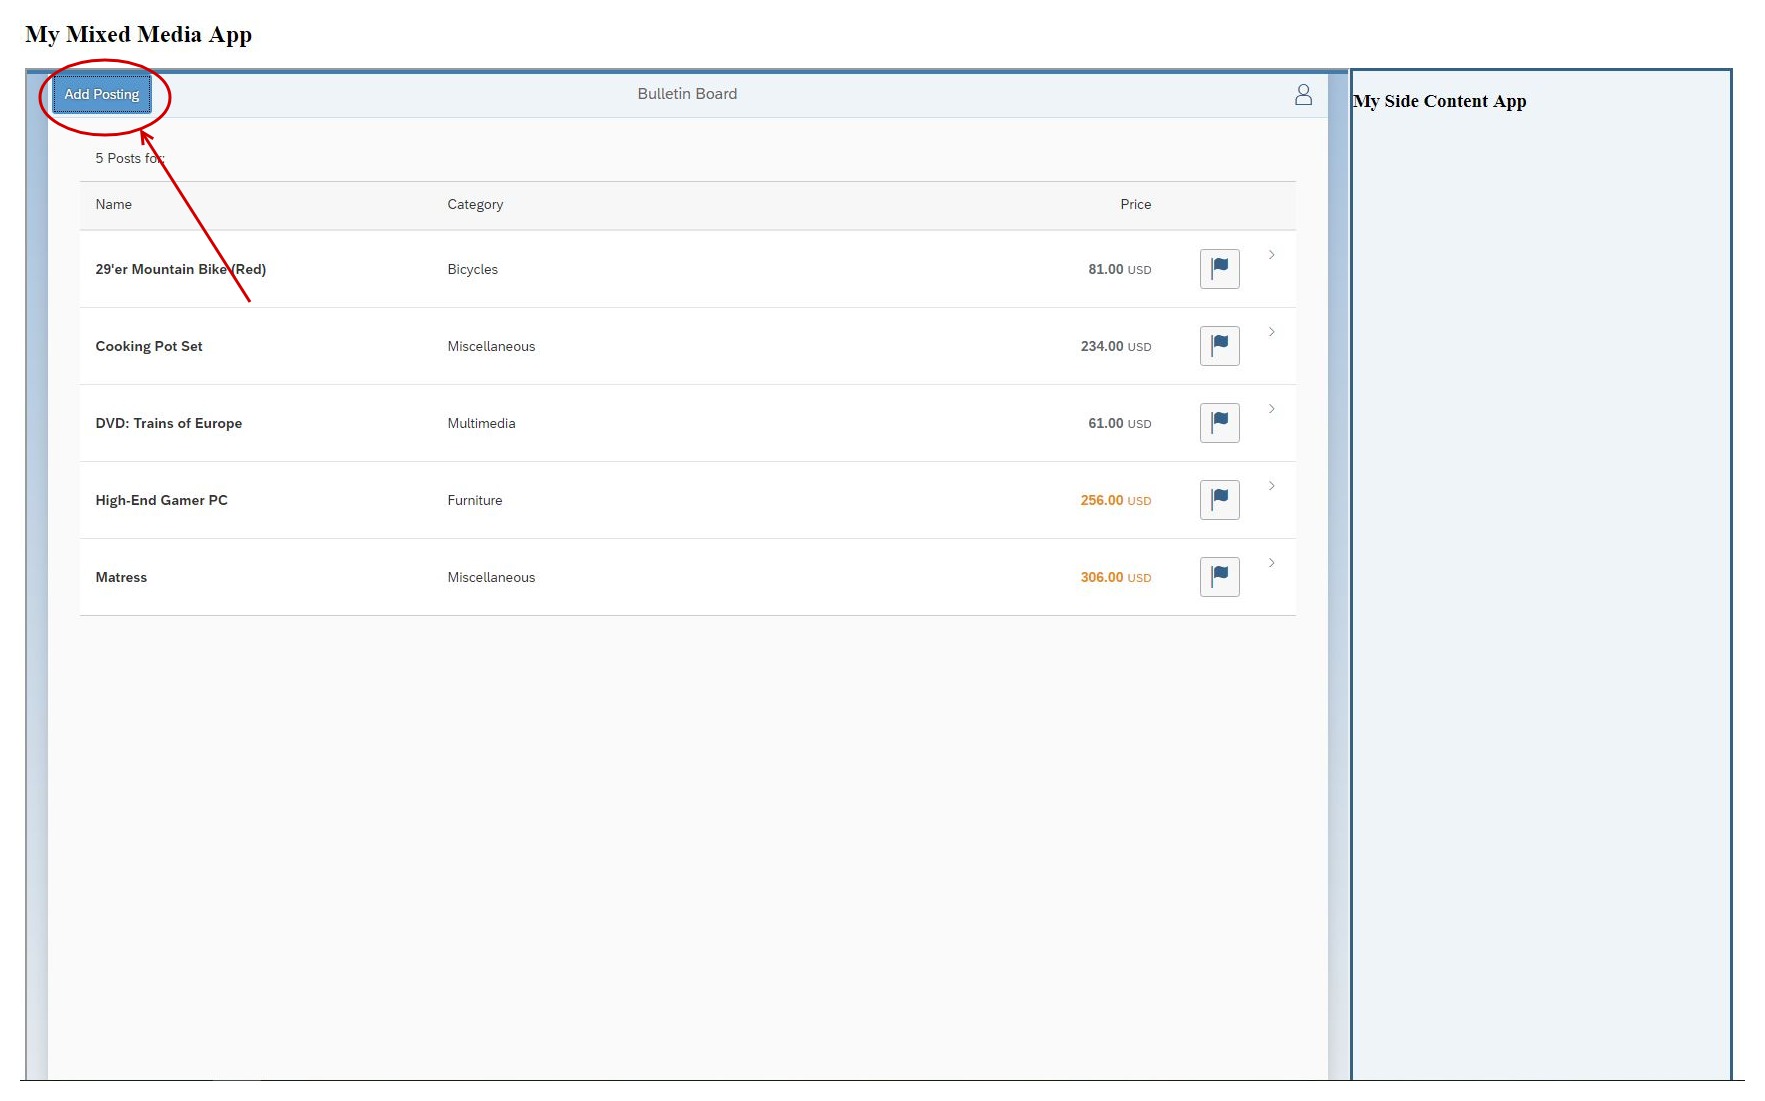 My Mixed Media App
Add Posting
Bulletin Board
My Side Content App
5 Posts for:
Name Category Price
29'er Mountain Bike (Red) Bicycles 81.00 USD
Cooking Pot Set Miscellaneous 234.00 USD
DVD: Trains of Europe Multimedia 61.00 USD
High-End Gamer PC Furniture 256.00 USD
Matress Miscellaneous 306.00 USD